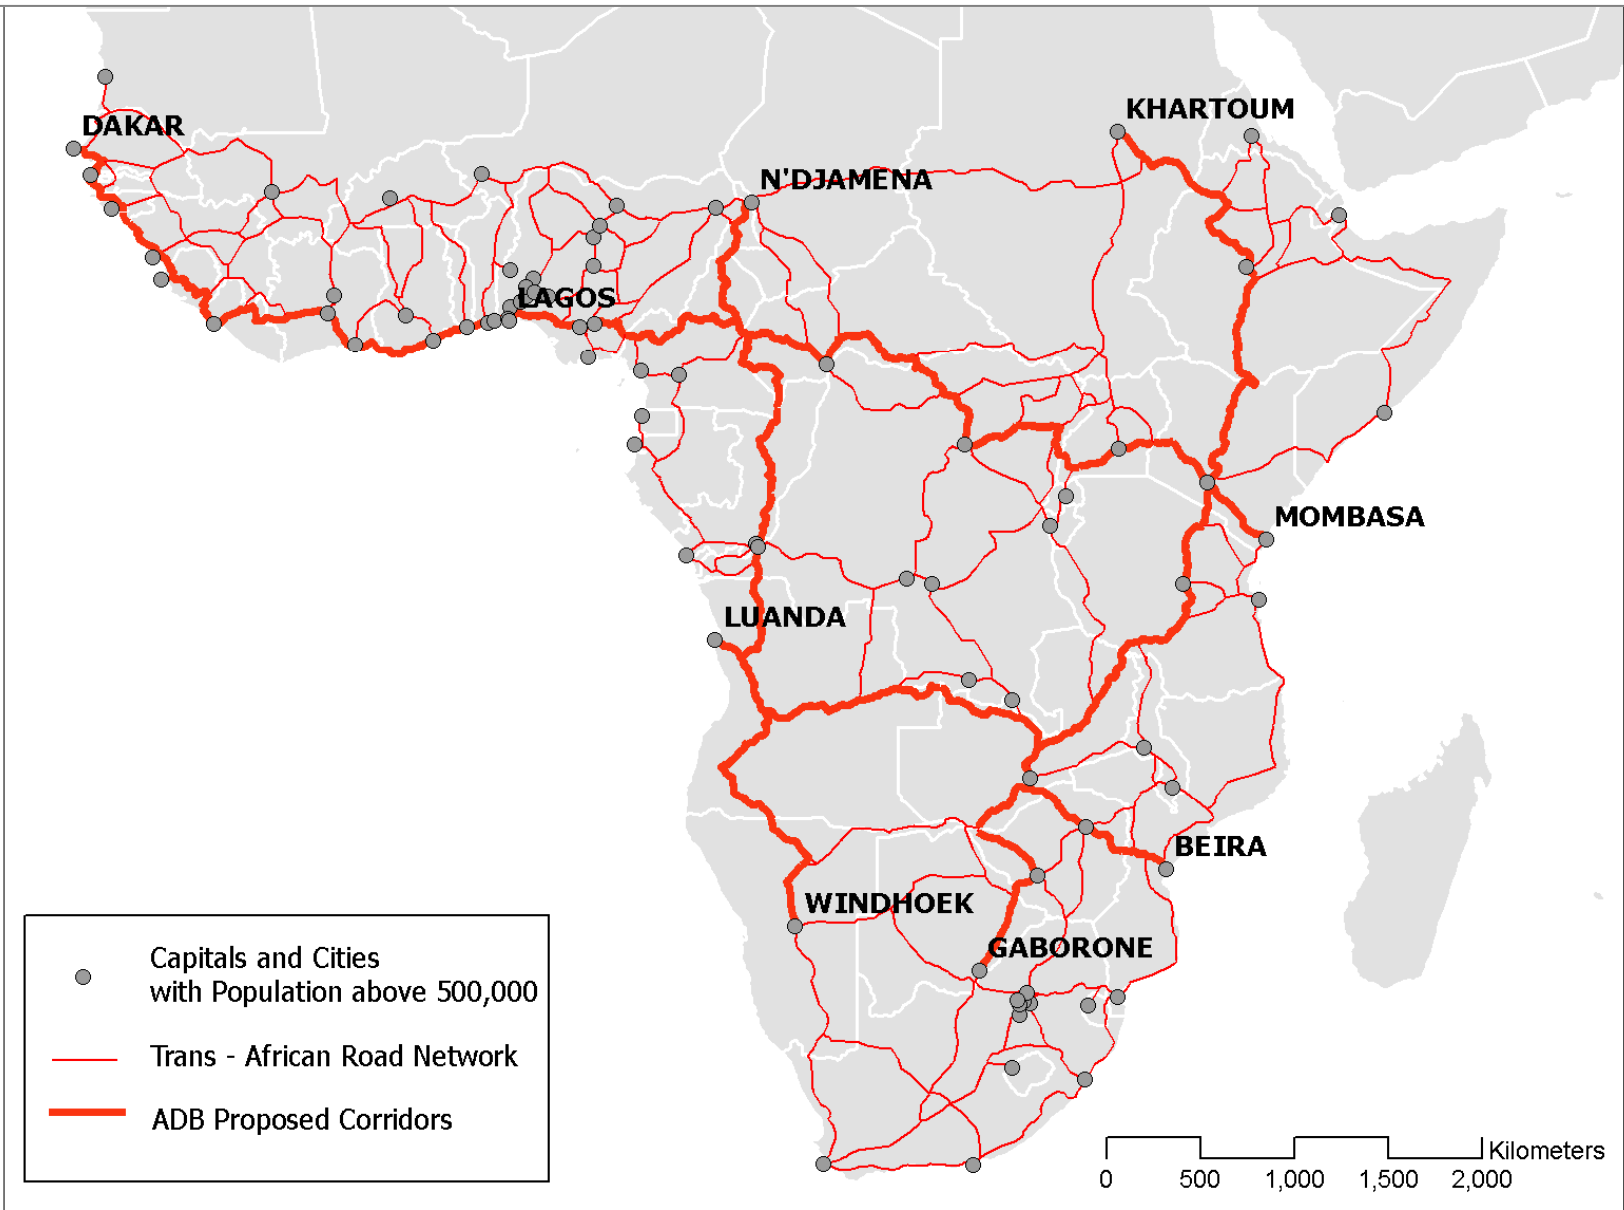 KHARTOUM
DAKAR
N'DJAMENA
LAGOS
MOMBASA
LUANDA
BEIRA
WINDHOEK
GABORONE
Capitals and Cities
with Population above 500,000
Trans - African Road Network
ADB Proposed Corridors
Kilometers
0 500 1,000 1,500 2,000